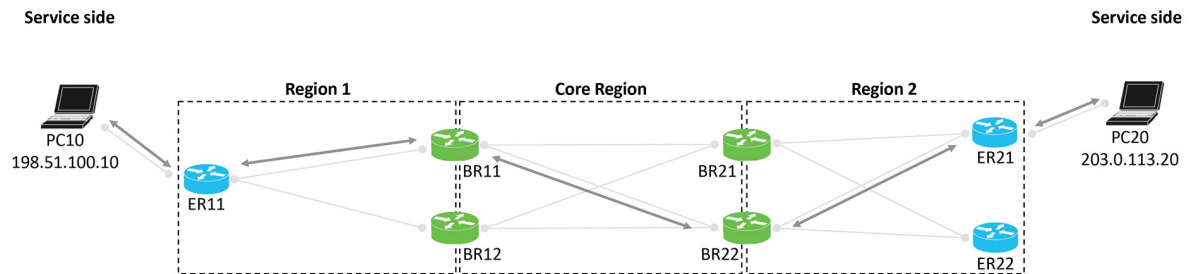 Service side
Service side
Region 1
Core Region
Region 2
PC10
198.51.100.10
ER11
BR11
BR12
BR21
BR22
ER21
ER22
PC20
203.0.113.20